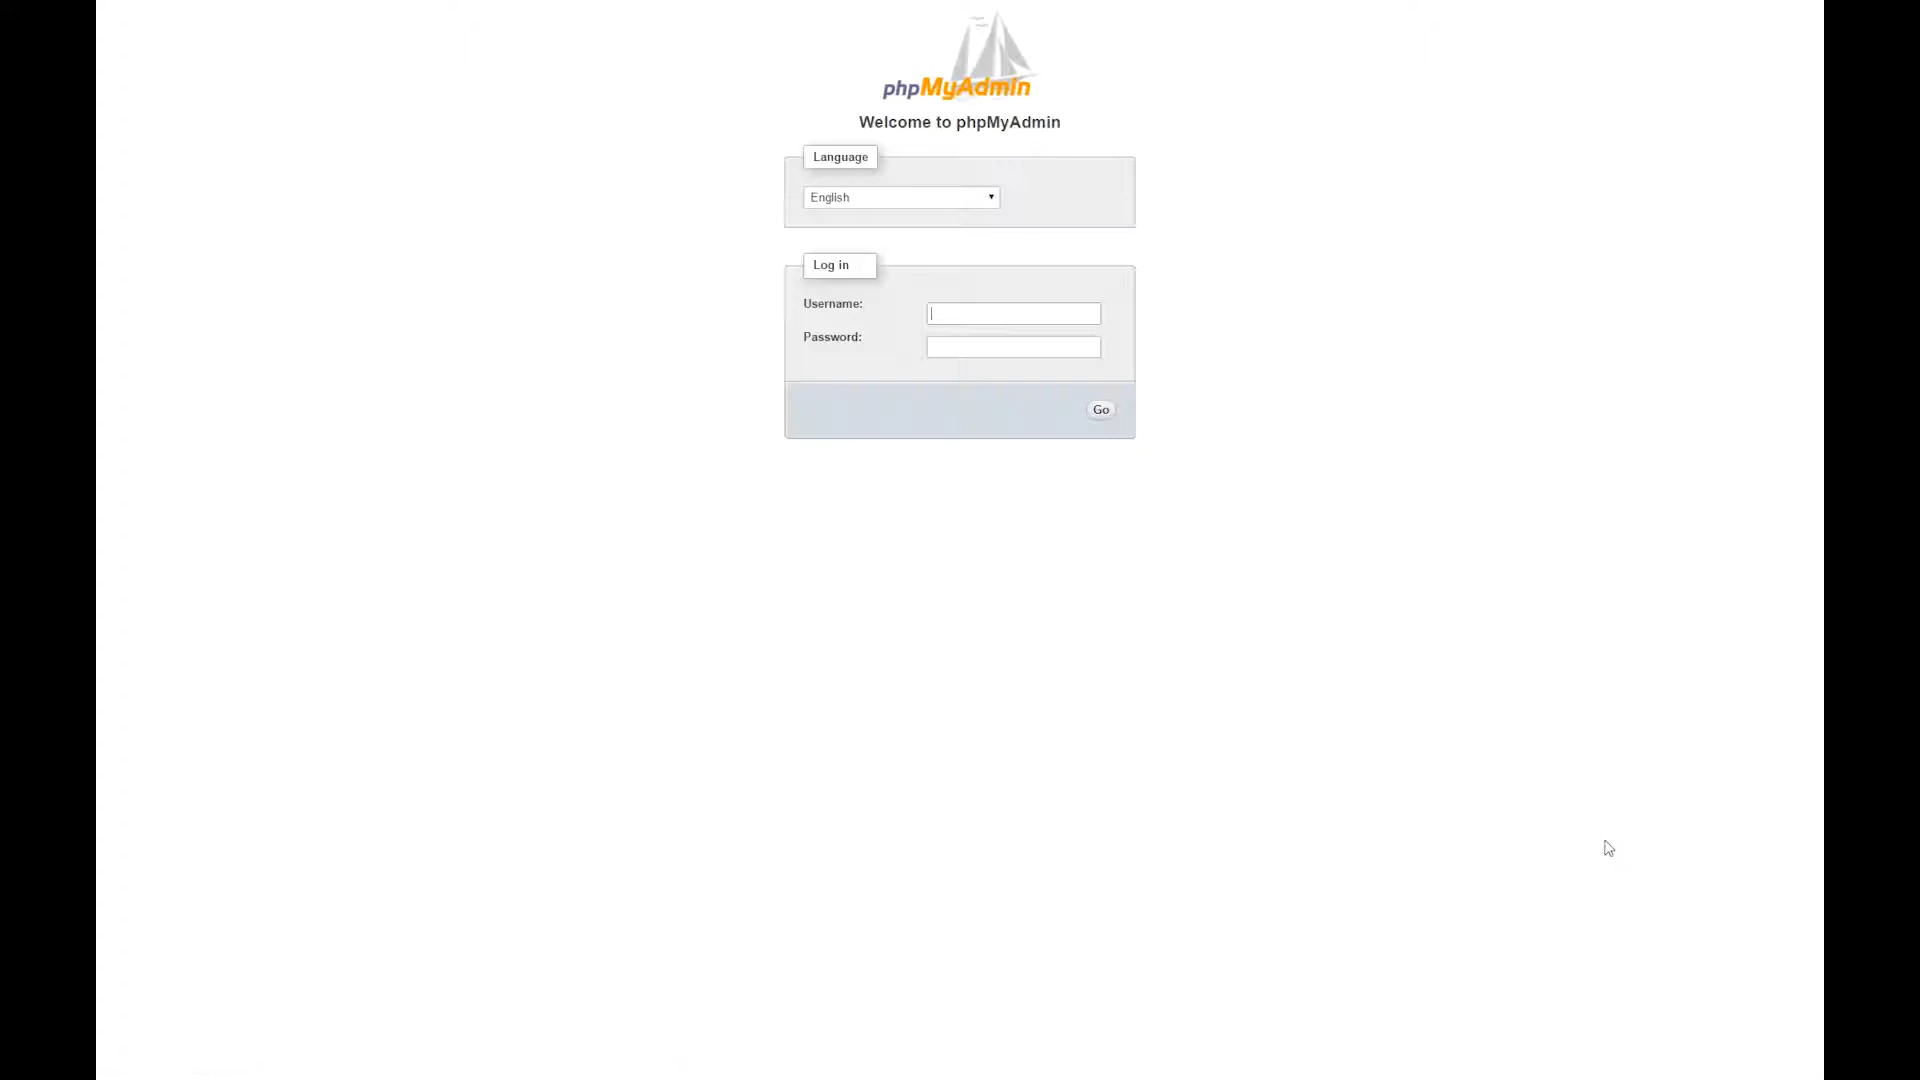 phpMyAdmin
Welcome to phpMyAdmin
Language
English
Log in
Username:
Password:
Go